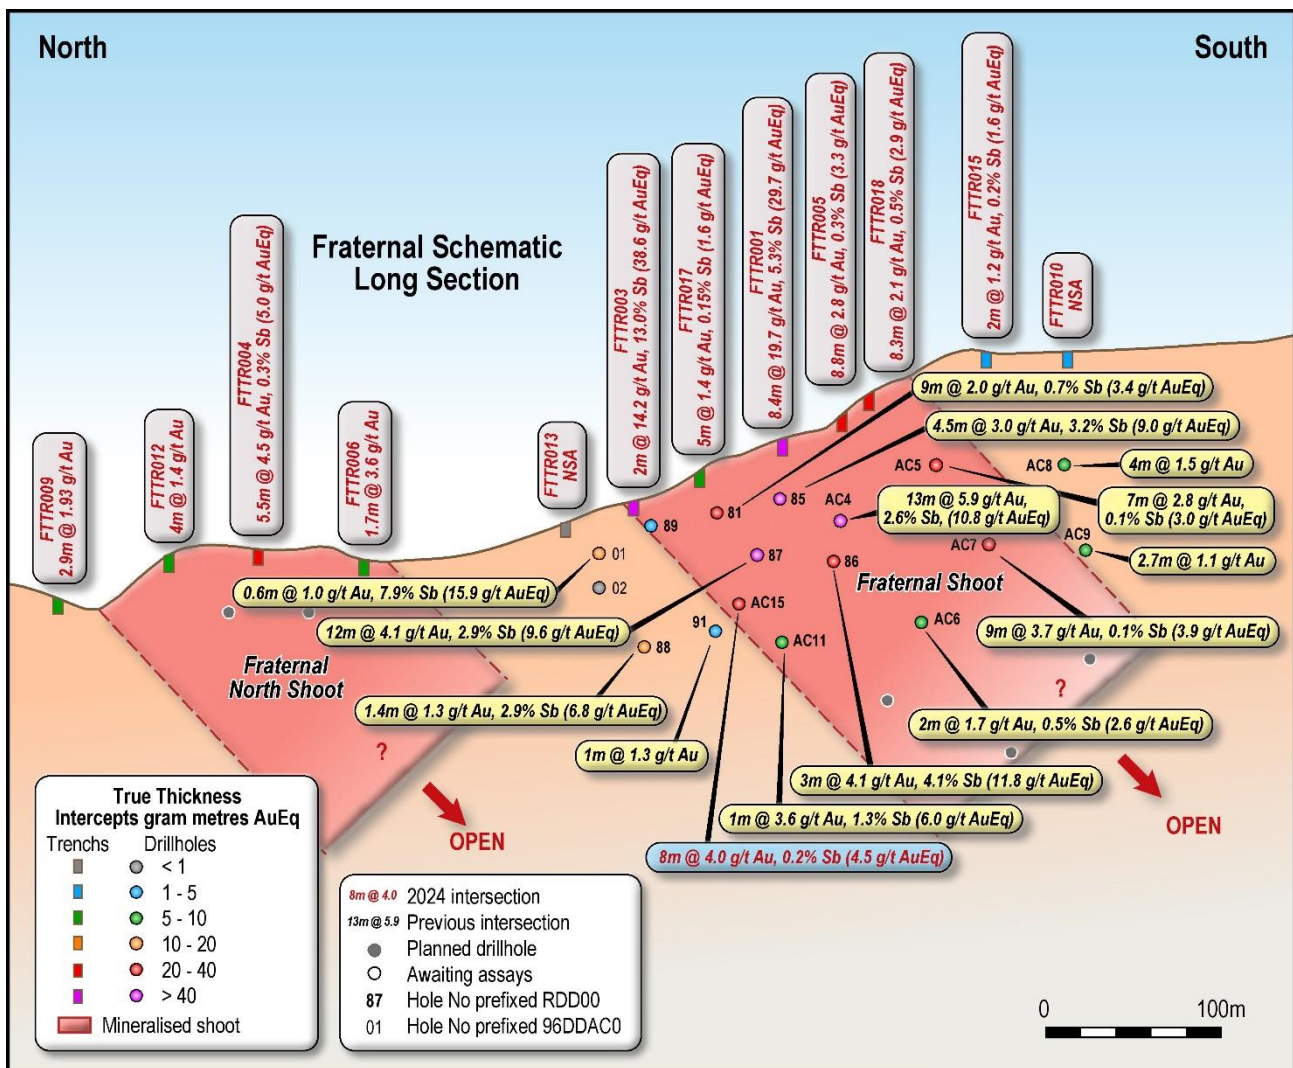 North
South
Fraternal Schematic
Long Section
FTTR009
2.9m @ 1.93 g/t Au
FTTR012
4m @ 1.4 g/t Au
FTTR004
5.5m @ 4.5 g/t Au, 0.3% Sb (5.0 g/t AuEq)
FTTR006
1.7m @ 3.6 g/t Au
FTTR013
NSA
FTTR003
2m @ 14.2 g/t Au, 13.0% Sb (38.6 g/t AuEq)
FTTR017
5m @ 1.4 g/t Au, 0.15% Sb (1.6 g/t AuEq)
FTTR001
8.4m @ 19.7 g/t Au, 5.3% Sb (29.7 g/t AuEq)
FTTR005
8.8m @ 2.8 g/t Au, 0.3% Sb (3.3 g/t AuEq)
FTTR018
8.3m @ 2.1 g/t Au, 0.5% Sb (2.9 g/t AuEq)
FTTR015
2m @ 1.2 g/t Au, 0.2% Sb (1.6 g/t AuEq)
FTTR010
NSA
9m @ 2.0 g/t Au, 0.7% Sb (3.4 g/t AuEq)
4.5m @ 3.0 g/t Au, 3.2% Sb (9.0 g/t AuEq)
AC5
AC8
4m @ 1.5 g/t Au
85
AC4
13m @ 5.9 g/t Au,
2.6% Sb, (10.8 g/t AuEq)
7m @ 2.8 g/t Au,
0.1% Sb (3.0 g/t AuEq)
89
81
AC7
AC9
2.7m @ 1.1 g/t Au
01
87
86
Fraternal Shoot
02
0.6m @ 1.0 g/t Au, 7.9% Sb (15.9 g/t AuEq)
AC15
12m @ 4.1 g/t Au, 2.9% Sb (9.6 g/t AuEq)
91
AC11
AC6
9m @ 3.7 g/t Au, 0.1% Sb (3.9 g/t AuEq)
88
Fraternal
North Shoot
?
1.4m @ 1.3 g/t Au, 2.9% Sb (6.8 g/t AuEq)
2m @ 1.7 g/t Au, 0.5% Sb (2.6 g/t AuEq)
?
1m @ 1.3 g/t Au
3m @ 4.1 g/t Au, 4.1% Sb (11.8 g/t AuEq)
1m @ 3.6 g/t Au, 1.3% Sb (6.0 g/t AuEq)
OPEN
OPEN
8m @ 4.0 g/t Au, 0.2% Sb (4.5 g/t AuEq)
True Thickness
Intercepts gram metres AuEq
Trenchs Drillholes
< 1
1 - 5
5 - 10
10 - 20
20 - 40
> 40
Mineralised shoot
8m @ 4.0 2024 intersection
13m @ 5.9 Previous intersection
Planned drillhole
Awaiting assays
87 Hole No prefixed RDD00
01 Hole No prefixed 96DDAC0
0 100m